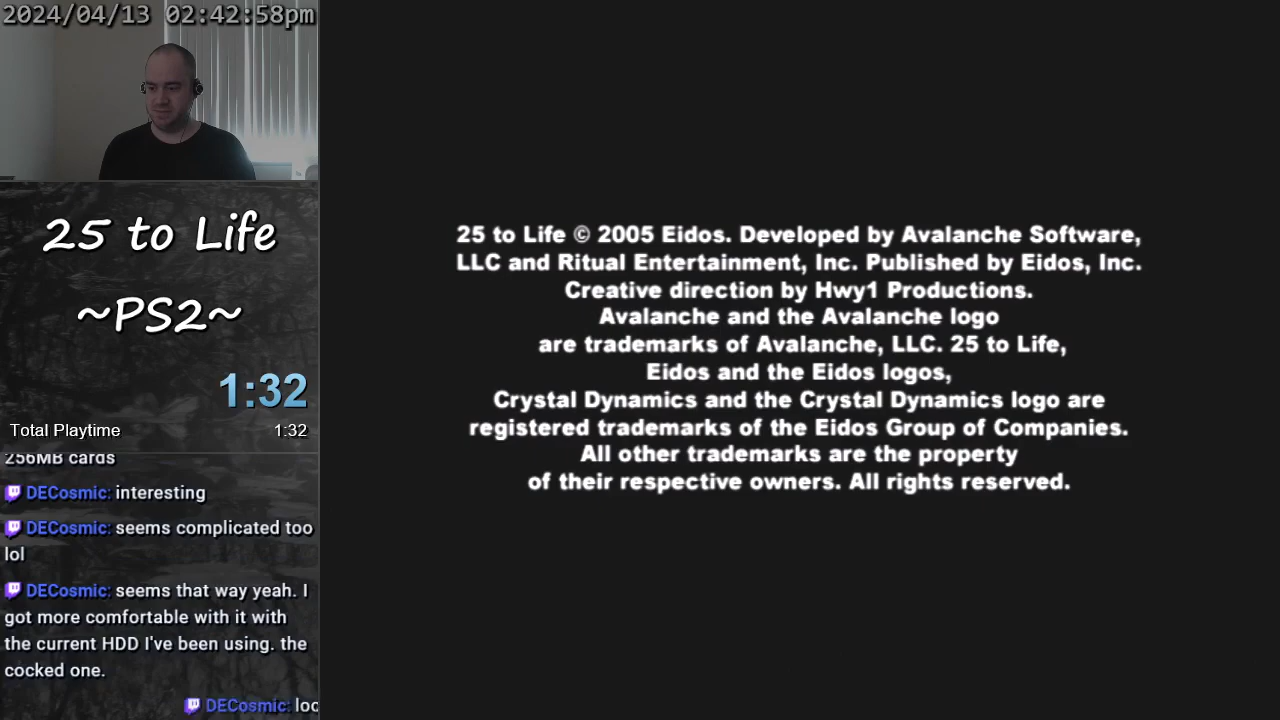 2024/04/13 02:42:58pm
25 to Life
~PS2~
1:32
Total Playtime 1:32
256MB cards
DECosmic: interesting
DECosmic: seems complicated too
lol
DECosmic: seems that way yeah. I
got more comfortable with it with
the current HDD I've been using. the
cocked one.
DECosmic:
25 to Life © 2005 Eidos. Developed by Avalanche Software,
LLC and Ritual Entertainment, Inc. Published by Eidos, Inc.
Creative direction by Hwy1 Productions.
Avalanche and the Avalanche logo
are trademarks of Avalanche, LLC. 25 to Life,
Eidos and the Eidos logos,
Crystal Dynamics and the Crystal Dynamics logo are
registered trademarks of the Eidos Group of Companies.
All other trademarks are the property
of their respective owners. All rights reserved.